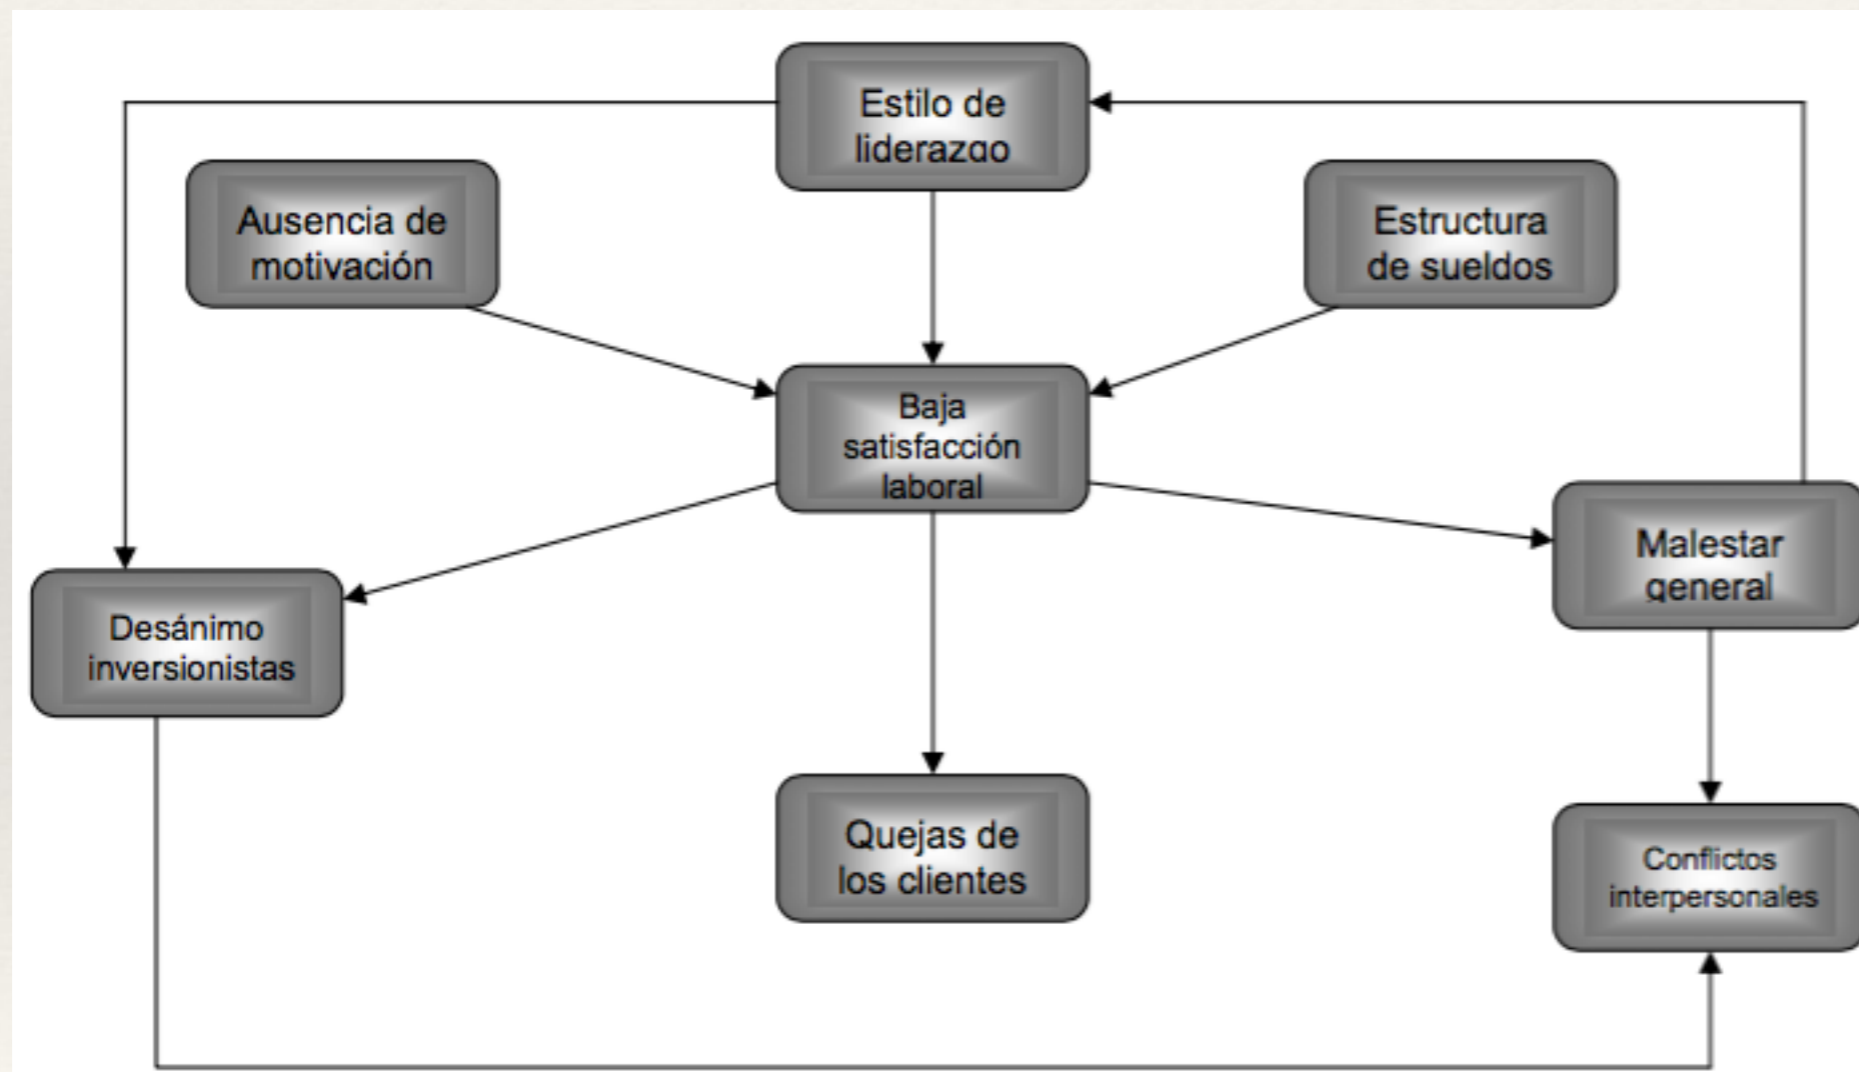 Estilo de
liderazgo
Ausencia de
motivación
Estructura
de sueldos
Baja
satisfacción
laboral
Malestar
general
Desánimo
inversionistas
Quejas de
los clientes
Conflictos
interpersonales